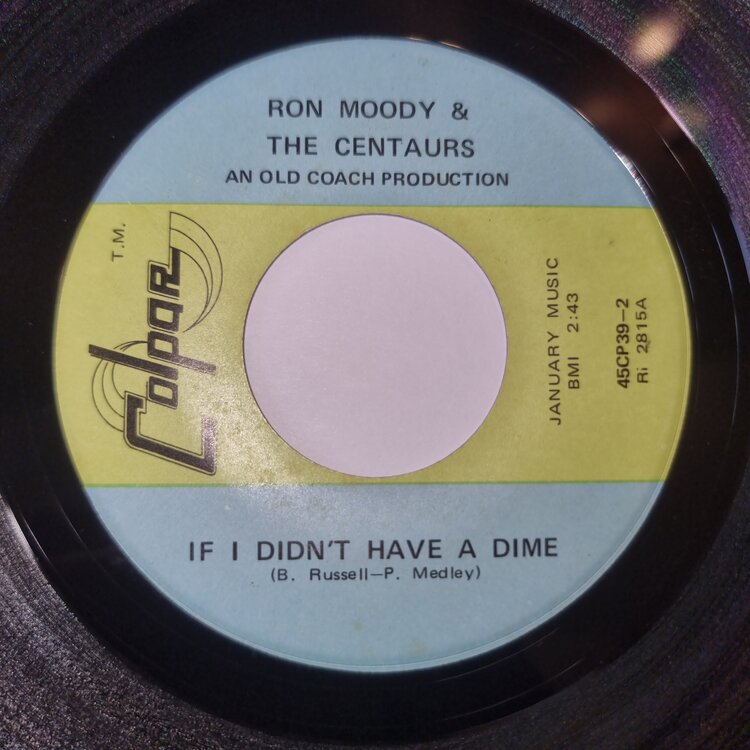 RON MOODY &
THE CENTAURS
AN OLD COACH PRODUCTION
T.M.
Colpar
JANUARY MUSIC
BMI 2:43
45CP39-2
Ri 2815A
IF I DIDN'T HAVE A DIME
(B. Russell-P. Medley)